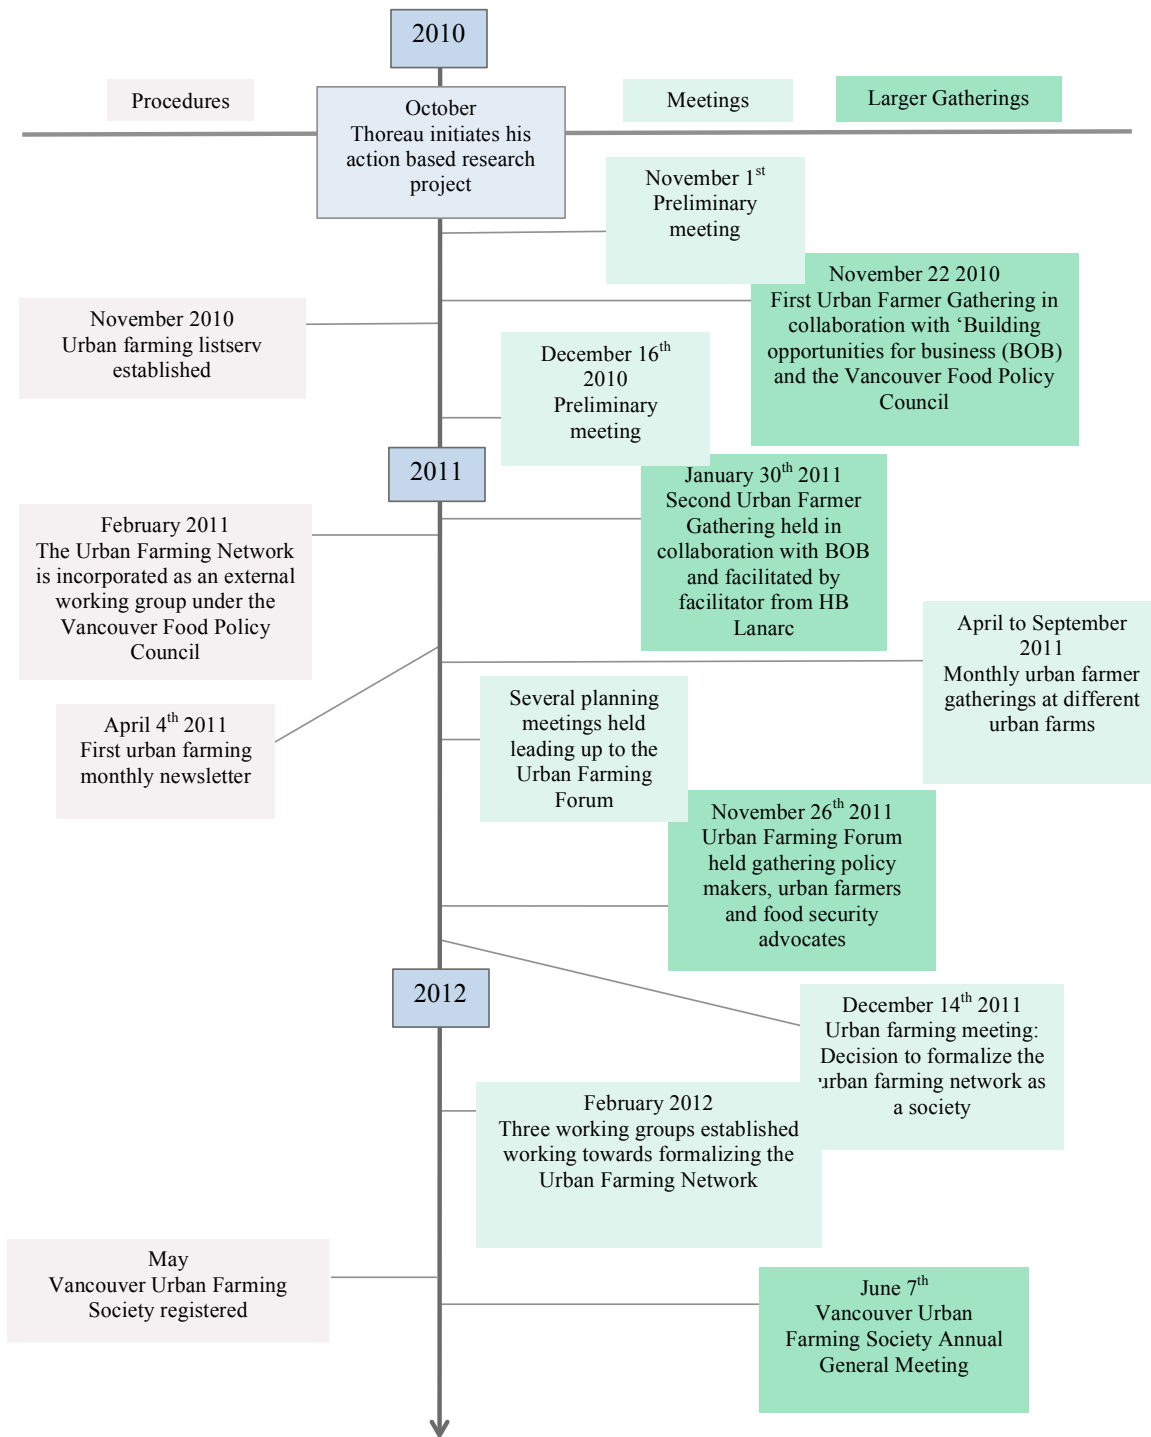 2010
Procedures
Meetings
Larger Gatherings
October
Thoreau initiates his
action based research
project
November 1st
Preliminary
meeting
November 22 2010
First Urban Farmer Gathering in
collaboration with ‘Building
opportunities for business (BOB)
and the Vancouver Food Policy
Council
November 2010
Urban farming listserv
established
December 16th
2010
Preliminary
meeting
2011
January 30th 2011
Second Urban Farmer
Gathering held in
collaboration with BOB
and facilitated by
facilitator from HB
Lanarc
February 2011
The Urban Farming Network
is incorporated as an external
working group under the
Vancouver Food Policy
Council
April to September
2011
Monthly urban farmer
gatherings at different
urban farms
April 4th 2011
First urban farming
monthly newsletter
Several planning
meetings held
leading up to the
Urban Farming
Forum
November 26th 2011
Urban Farming Forum
held gathering policy
makers, urban farmers
and food security
advocates
2012
December 14th 2011
Urban farming meeting:
Decision to formalize the
urban farming network as
a society
February 2012
Three working groups established
working towards formalizing the
Urban Farming Network
May
Vancouver Urban Farming
Society registered
June 7th
Vancouver Urban
Farming Society Annual
General Meeting